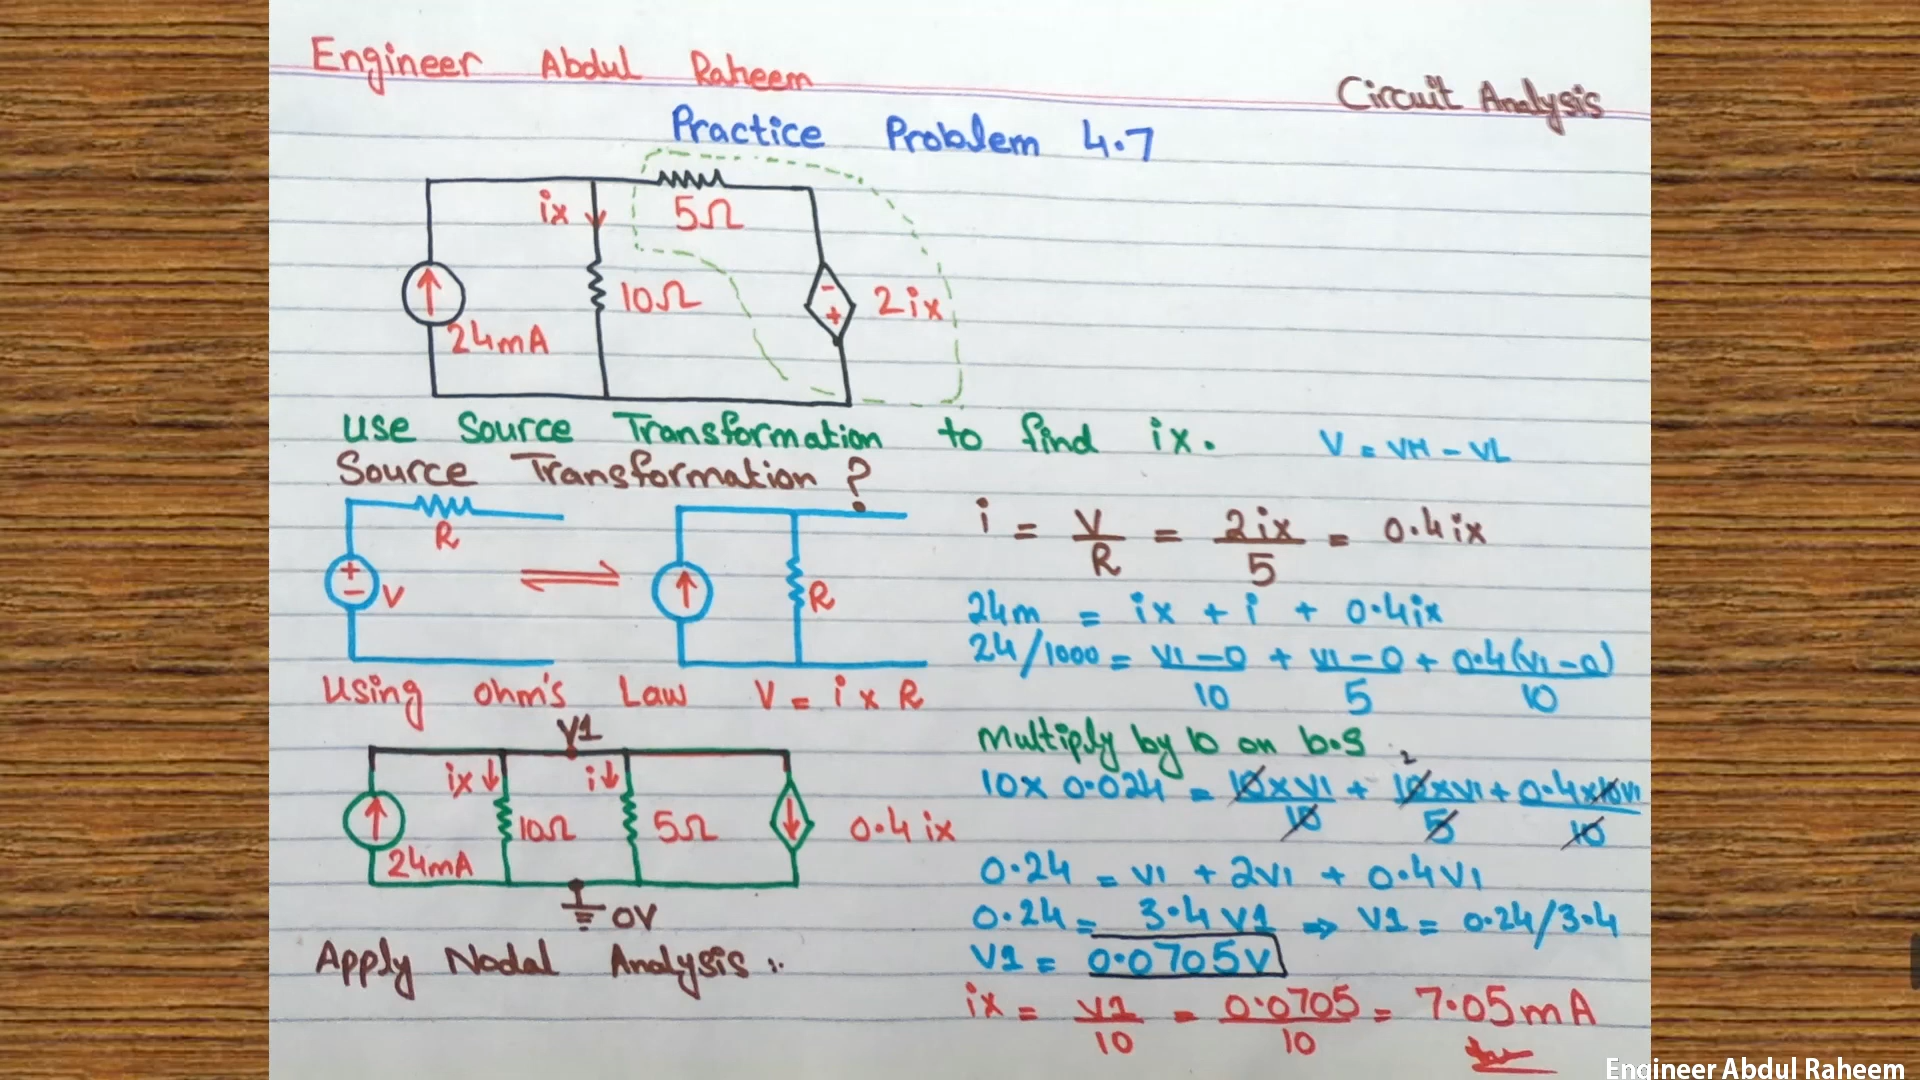 Engineer Abdul Raheem
Circuit Analysis
Practice Problem 4.7
ix
5Ω
10Ω
- +
2ix
24mA
Use Source Transformation to find ix.
V = VH - VL
Source Transformation ?
R
+ -
V
R
i = V/R = 2ix/5 = 0.4ix
24m = ix + i + 0.4ix
24/1000 = V1-0/10 + V1-0/5 + 0.4(V1-0)/10
Using ohm's Law V = i x R
V1
ix
i
10Ω
5Ω
0.4 ix
24mA
0V
Multiply by 10 on b.s
10x 0.024 = 10xV1/10 + 10xV1/5 + 0.4x10V1/10
2
0.24 = V1 + 2V1 + 0.4V1
0.24 = 3.4 V1 ⇒ V1 = 0.24/3.4
V1 = 0.0705V
Apply Nodal Analysis :.
ix = V1/10 = 0.0705/10 = 7.05mA
Engineer Abdul Raheem